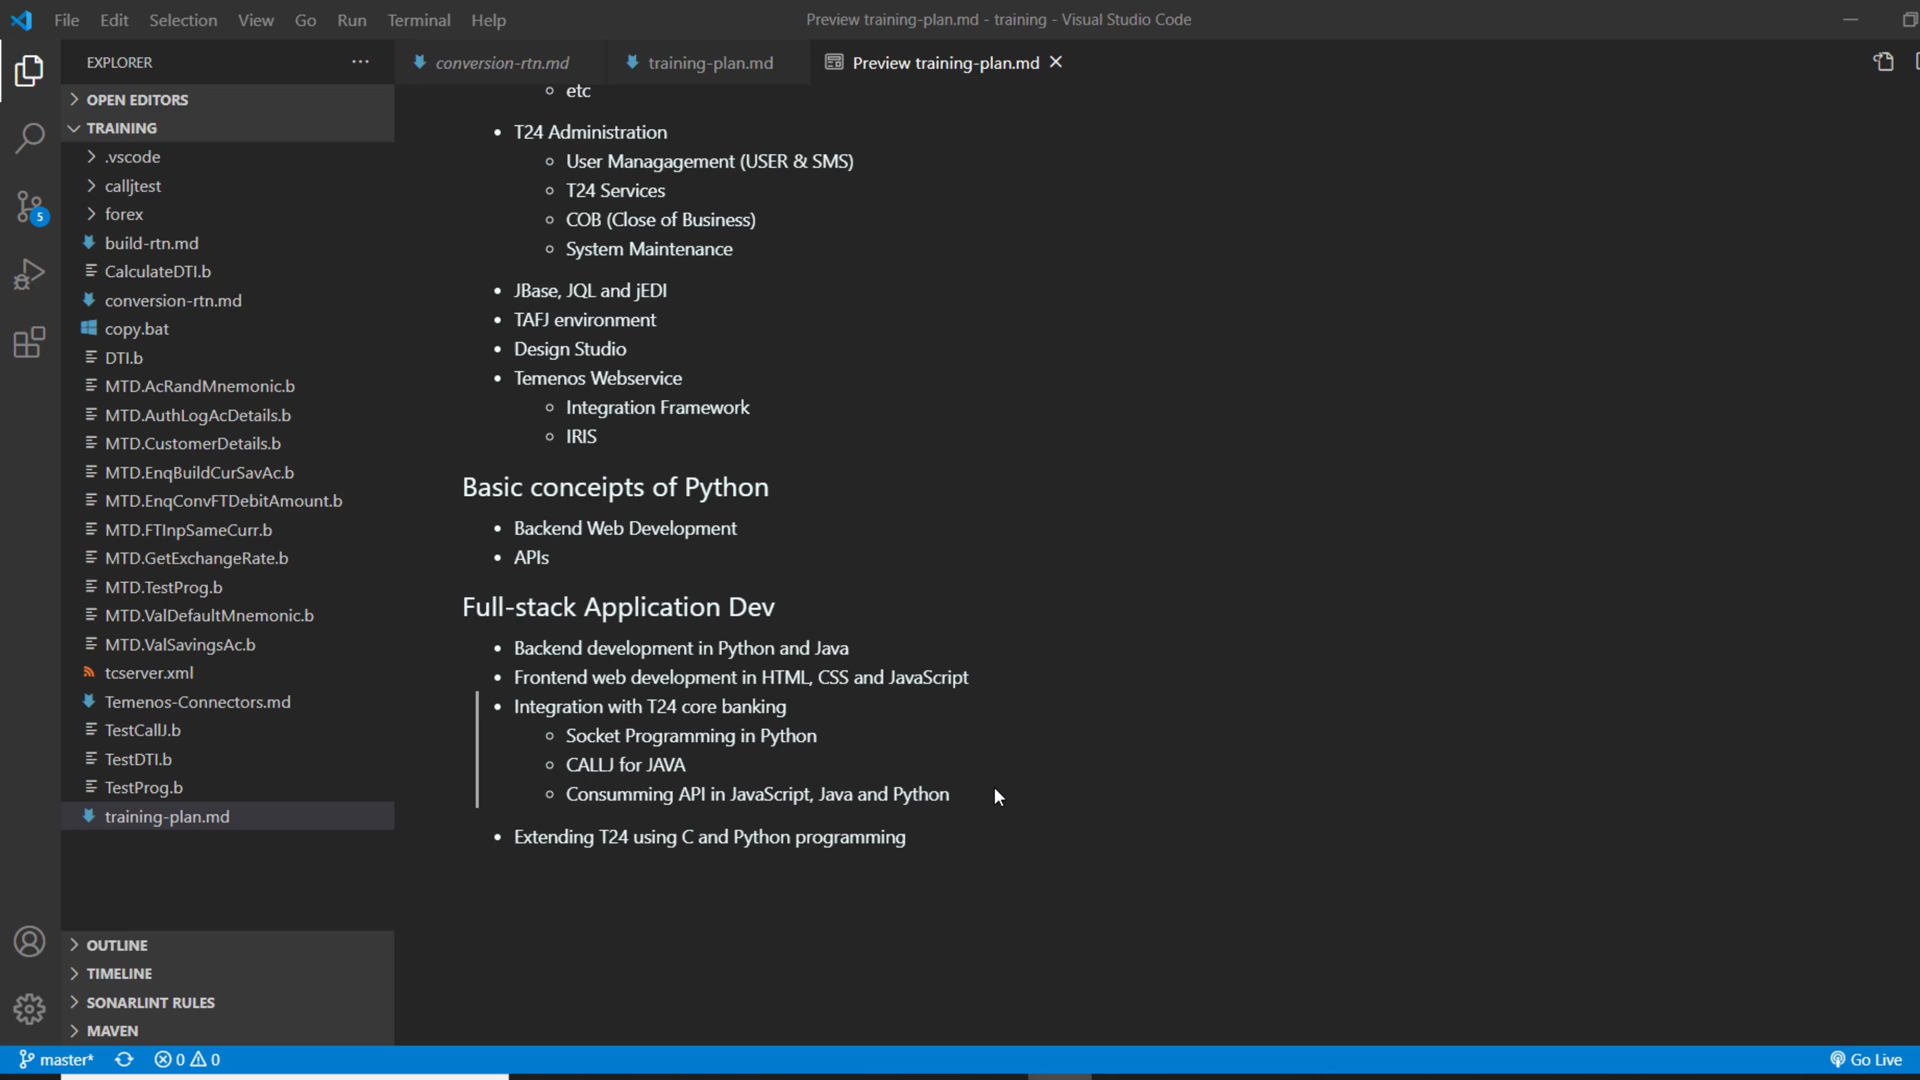 File Edit Selection View Go Run Terminal Help
Preview training-plan.md - training - Visual Studio Code
EXPLORER
conversion-rtn.md
training-plan.md
Preview training-plan.md
OPEN EDITORS
TRAINING
.vscode
calljtest
forex
build-rtn.md
CalculateDTI.b
conversion-rtn.md
copy.bat
DTI.b
MTD.AcRandMnemonic.b
MTD.AuthLogAcDetails.b
MTD.CustomerDetails.b
MTD.EnqBuildCurSavAc.b
MTD.EnqConvFTDebitAmount.b
MTD.FTInpSameCurr.b
MTD.GetExchangeRate.b
MTD.TestProg.b
MTD.ValDefaultMnemonic.b
MTD.ValSavingsAc.b
tcserver.xml
Temenos-Connectors.md
TestCallJ.b
TestDTI.b
TestProg.b
training-plan.md
OUTLINE
TIMELINE
SONARLINT RULES
MAVEN
5
etc
T24 Administration
User Managagement (USER & SMS)
T24 Services
COB (Close of Business)
System Maintenance
JBase, JQL and jEDI
TAFJ environment
Design Studio
Temenos Webservice
Integration Framework
IRIS
Basic conceipts of Python
Backend Web Development
APIs
Full-stack Application Dev
Backend development in Python and Java
Frontend web development in HTML, CSS and JavaScript
Integration with T24 core banking
Socket Programming in Python
CALLJ for JAVA
Consumming API in JavaScript, Java and Python
Extending T24 using C and Python programming
master* 0 0
Go Live